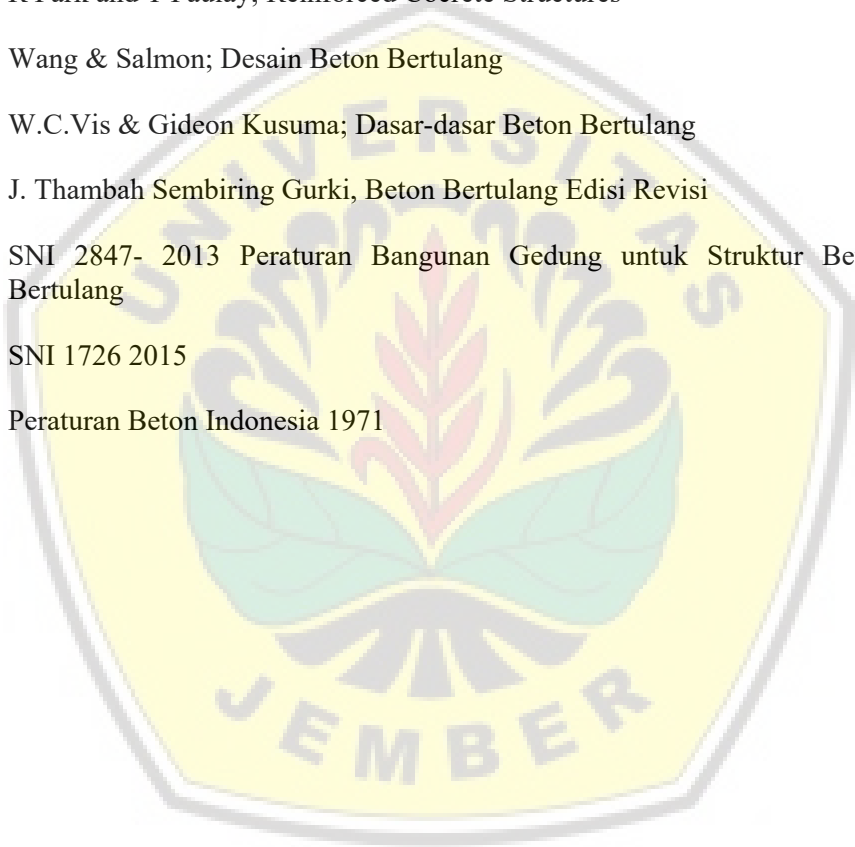 R Park and T Paulay; Reinforced Cocrete Structures
Wang & Salmon; Desain Beton Bertulang
W.C.Vis & Gideon Kusuma; Dasar-dasar Beton Bertulang
J. Thambah Sembiring Gurki, Beton Bertulang Edisi Revisi
SNI 2847- 2013 Peraturan Bangunan Gedung untuk Struktur Be
Bertulang
SNI 1726 2015
Peraturan Beton Indonesia 1971
UNIVERSITAS
JEMBER